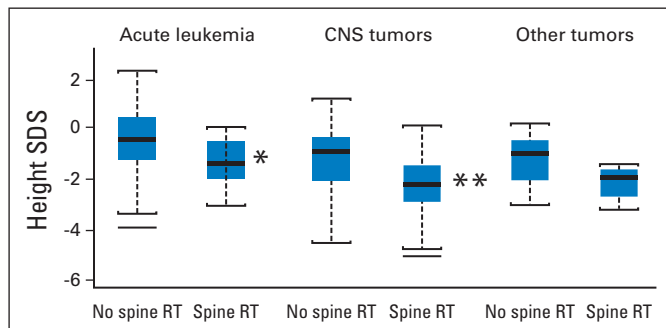 Acute leukemia CNS tumors Other tumors
Height SDS
2
0
-2
-4
-6
*
**
No spine RT Spine RT No spine RT Spine RT No spine RT Spine RT